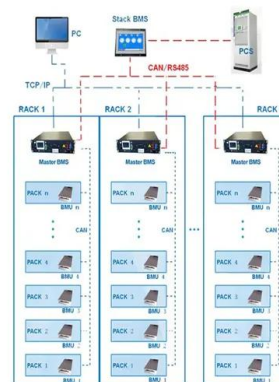 PC
Stack BMS
PCS
CAN/RS485
TCP/IP
RACK 1
RACK 2
RACK
Master BMS
Master BMS
Master BMS
PACK n
BMU n
PACK n
BMU n
PACK n
BMU n
CAN
CAN
CAN
PACK 4
BMU 4
PACK 4
BMU 4
PACK 4
BMU 4
PACK 3
BMU 3
PACK 3
BMU 3
PACK 3
BMU 3
PACK 2
BMU
PACK 2
BMU
PACK 2
BMU
PACK 1
BMU 1
PACK 1
BMU 1
PACK 1
BMU 1